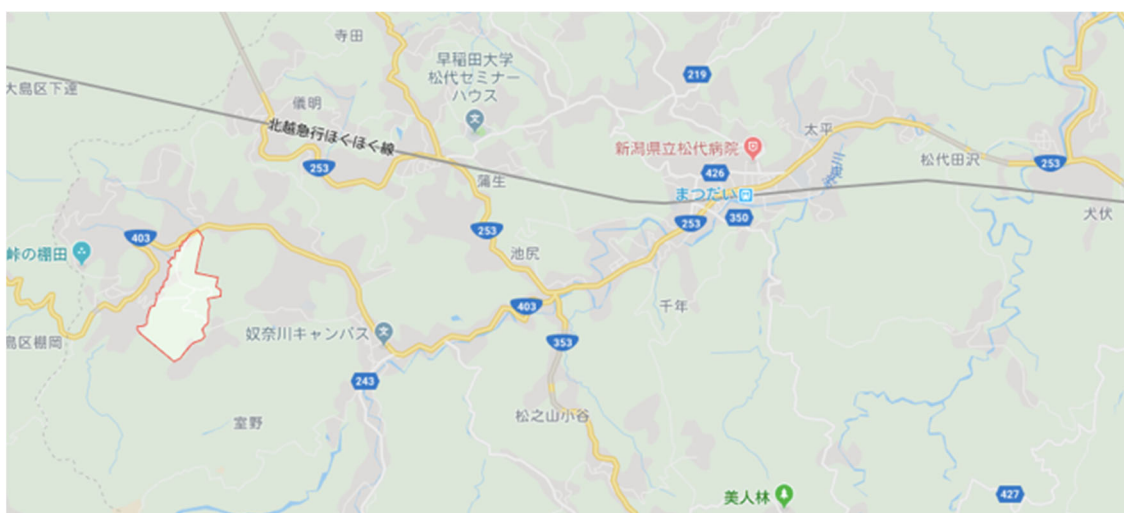 寺田
早稲田大学
松代セミナー
ハウス
219
大島区下達
儀明
北越急行ほくほく線
253
新潟県立松代病院
太平
松代田沢
253
426
蒲生
まつだい
253
350
犬伏
253
403
峠の棚田
池尻
403
千年
島区棚岡
奴奈川キャンパス
353
243
松之山小谷
室野
美人林
427